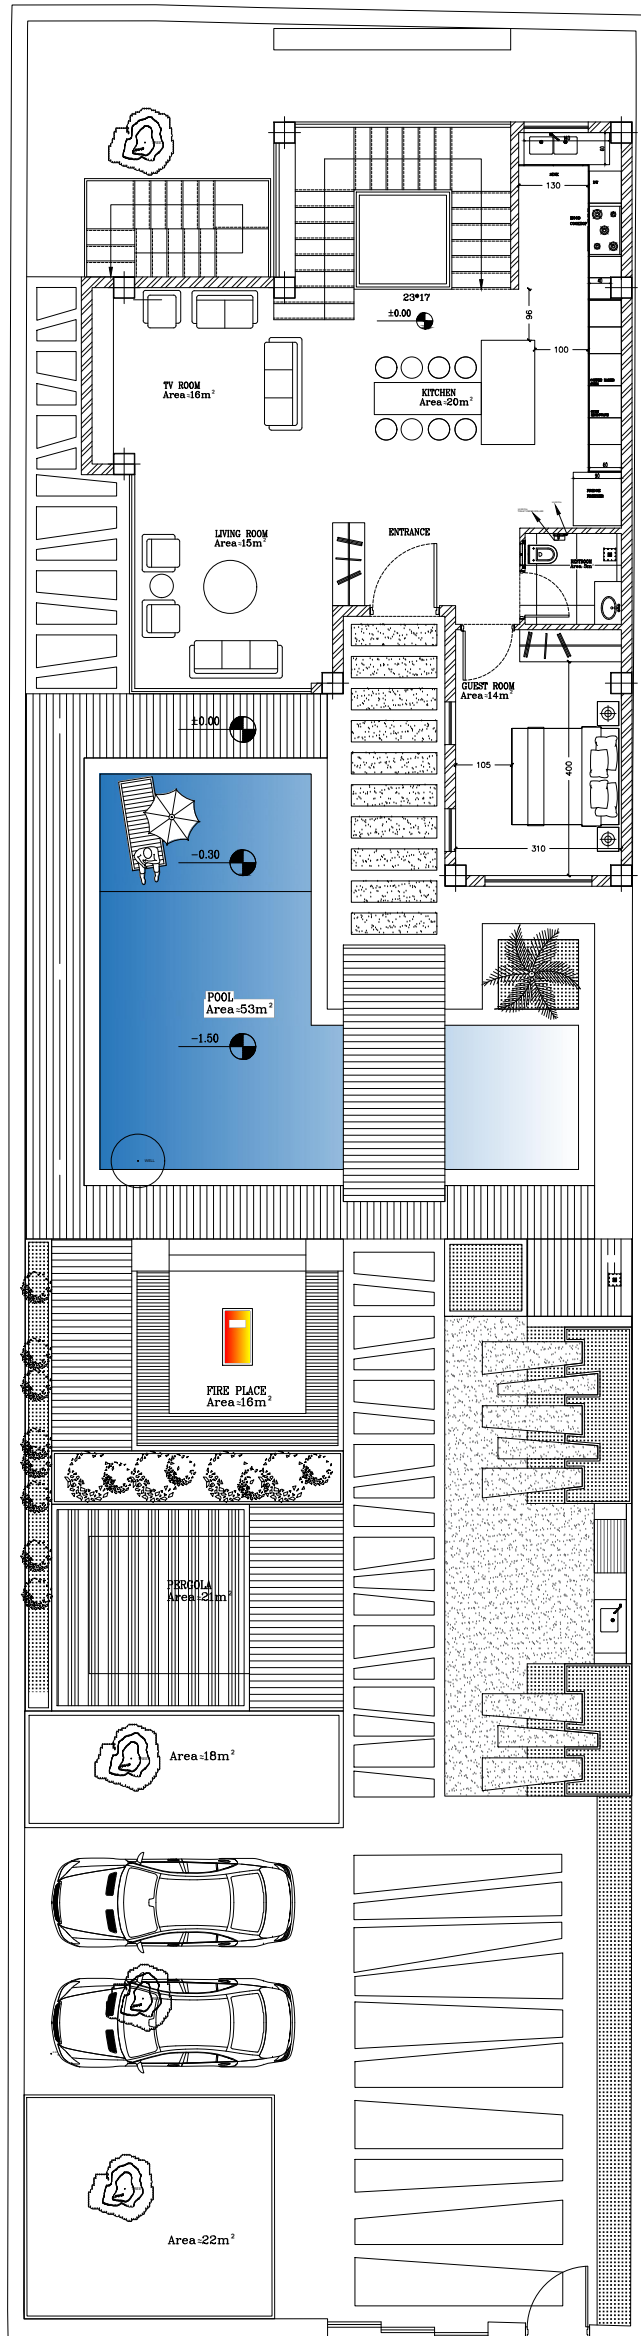 130
23*17
±0.00
96
100
TV ROOM
Area≈16m²
KITCHEN
Area≈20m²
60
LIVING ROOM
Area≈15m²
ENTRANCE
GUEST ROOM
Area≈14m²
±0.00
105
400
310
-0.30
POOL
Area≈53m²
-1.50
FIRE PLACE
Area≈16m²
PERGOLA
Area≈21m²
Area≈18m²
Area≈22m²